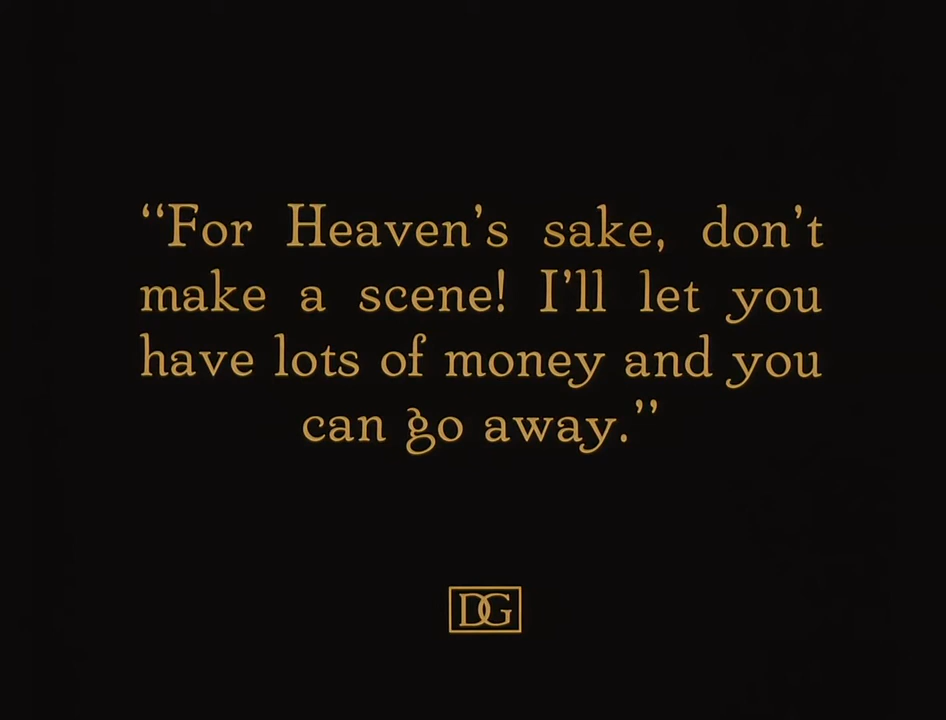 “For Heaven’s sake, don’t
make a scene! I’ll let you
have lots of money and you
can go away.”
DG